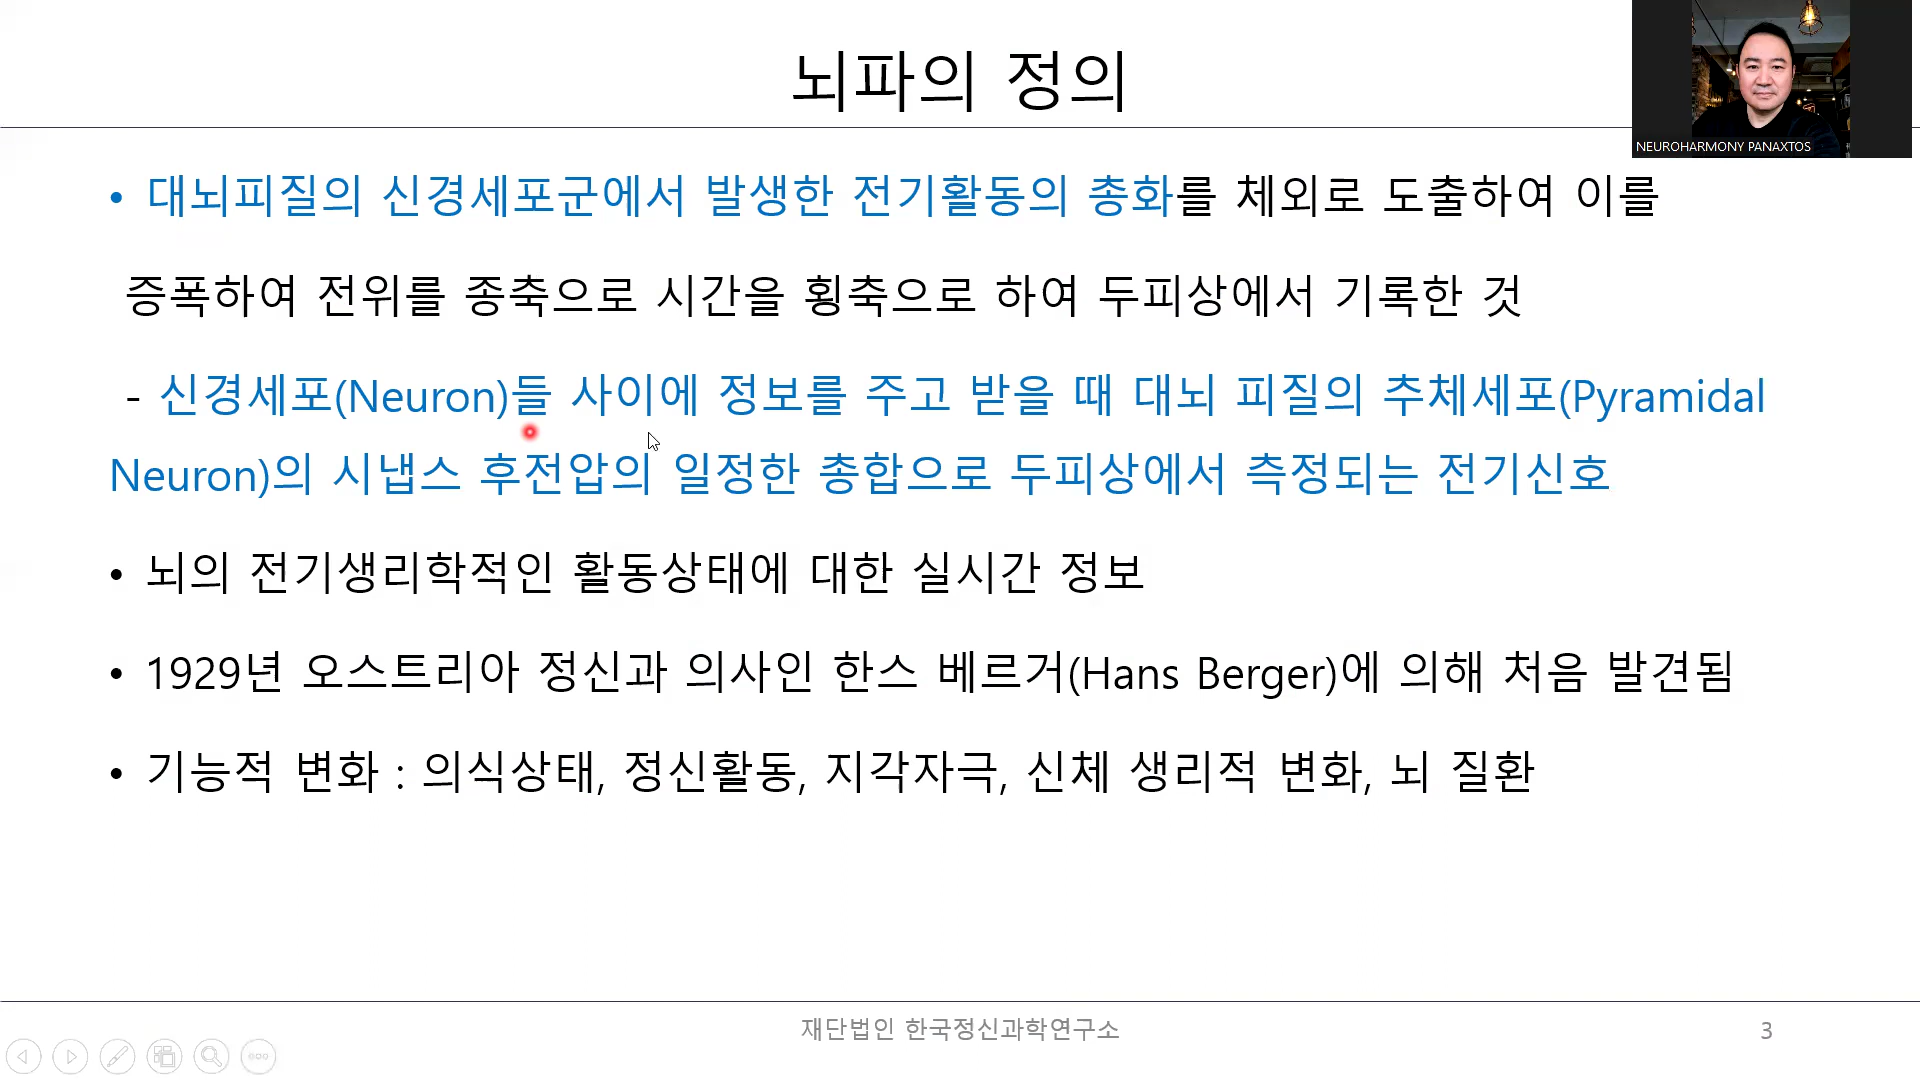 뇌파의 정의
NEUROHARMONY PANAXTOS
• 대뇌피질의 신경세포군에서 발생한 전기활동의 총화를 체외로 도출하여 이를
증폭하여 전위를 종축으로 시간을 횡축으로 하여 두피상에서 기록한 것
- 신경세포(Neuron)들 사이에 정보를 주고 받을 때 대뇌 피질의 추체세포(Pyramidal
Neuron)의 시냅스 후전압의 일정한 총합으로 두피상에서 측정되는 전기신호
• 뇌의 전기생리학적인 활동상태에 대한 실시간 정보
• 1929년 오스트리아 정신과 의사인 한스 베르거(Hans Berger)에 의해 처음 발견됨
• 기능적 변화 : 의식상태, 정신활동, 지각자극, 신체 생리적 변화, 뇌 질환
재단법인 한국정신과학연구소
3